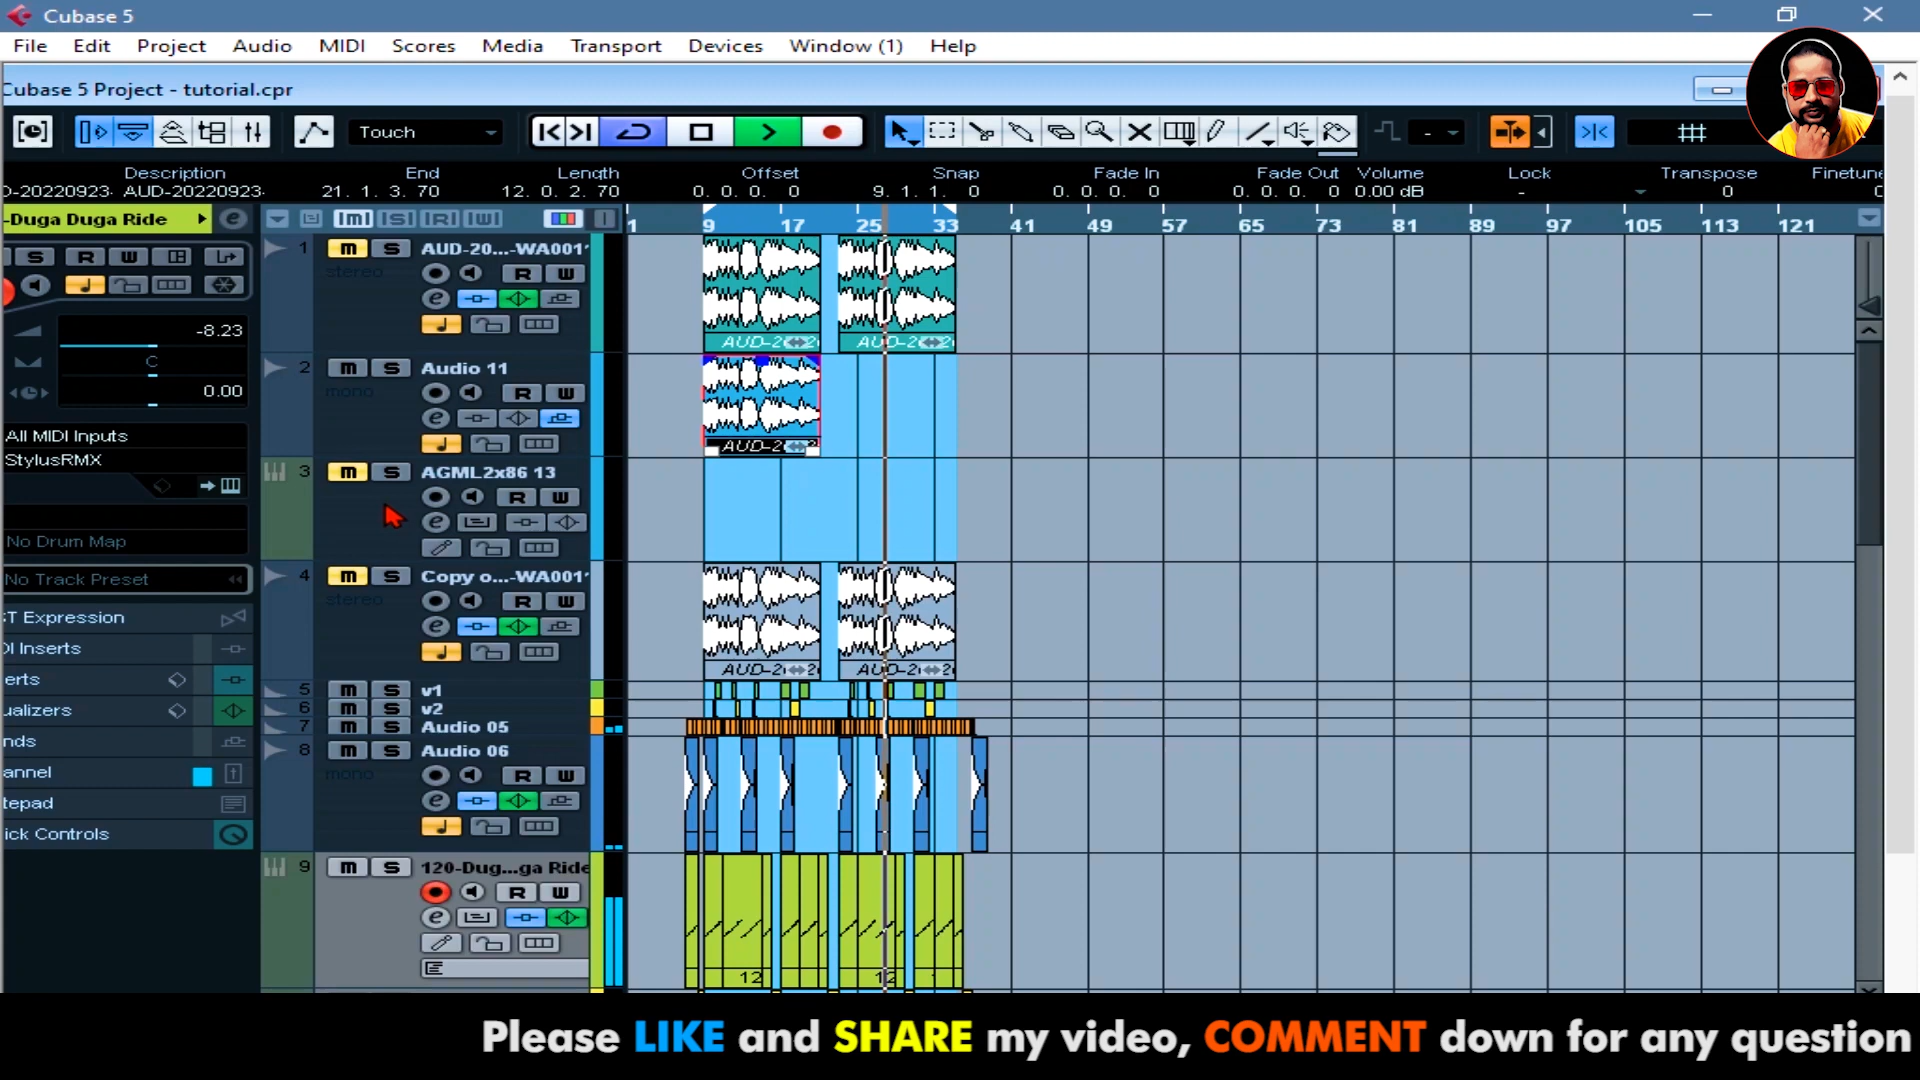 Cubase 5
File Edit Project Audio MIDI Scores Media Transport Devices Window (1) Help
Cubase 5 Project - tutorial.cpr
Touch
Description End Length Offset Snap Fade In Fade Out Volume Lock Transpose Finetune
D-20220923 AUD-20220923 21. 1. 3. 70 12. 0. 2. 70 0. 0. 0. 0 9. 1. 1. 0 0. 0. 0. 0 0. 0. 0. 0 0.00 dB - 0
-Duga Duga Ride
1 9 17 25 33 41 49 57 65 73 81 89 97 105 113 121
1 m S AUD-20...-WA001
stereo R W
AUD-2 AUD-2
-8.23
C
0.00
2 m S Audio 11
mono R W
AUD-2
All MIDI Inputs
StylusRMX
3 m S AGML2x86 13
R W
No Drum Map
No Track Preset
4 m S Copy o...-WA001
stereo R W
AUD-2 AUD-2
T Expression
DI Inserts
erts
ualizers
nds
annel
tepad
ick Controls
5 m S v1
6 m S v2
7 m S Audio 05
8 m S Audio 06
mono R W
9 m S 120-Dug...ga Ride
R W
12 12
Please LIKE and SHARE my video, COMMENT down for any question